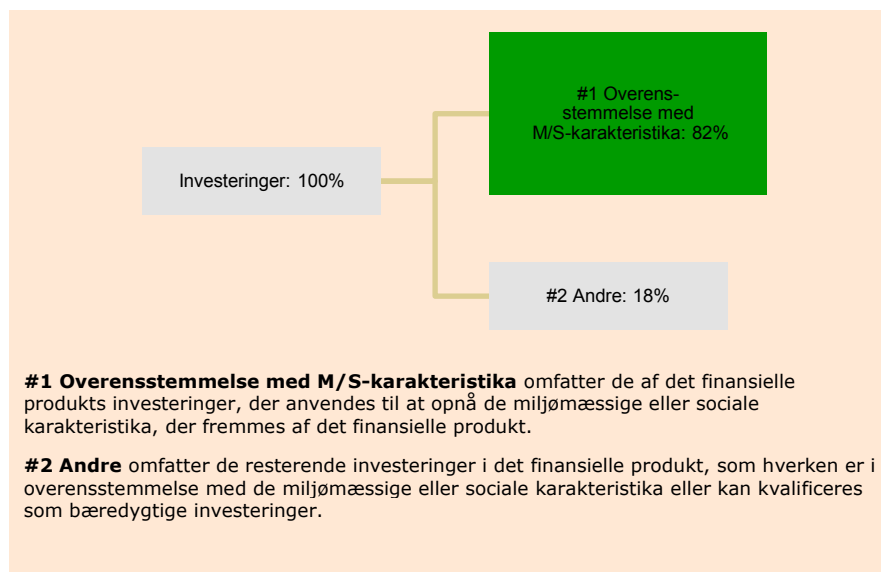 #1 Overens-
stemmelse med
M/S-karakteristika: 82%
Investeringer: 100%
#2 Andre: 18%
#1 Overensstemmelse med M/S-karakteristika omfatter de af det finansielle
produkts investeringer, der anvendes til at opnå de miljømæssige eller sociale
karakteristika, der fremmes af det finansielle produkt.
#2 Andre omfatter de resterende investeringer i det finansielle produkt, som hverken er i
overensstemmelse med de miljømæssige eller sociale karakteristika eller kan kvalificeres
som bæredygtige investeringer.